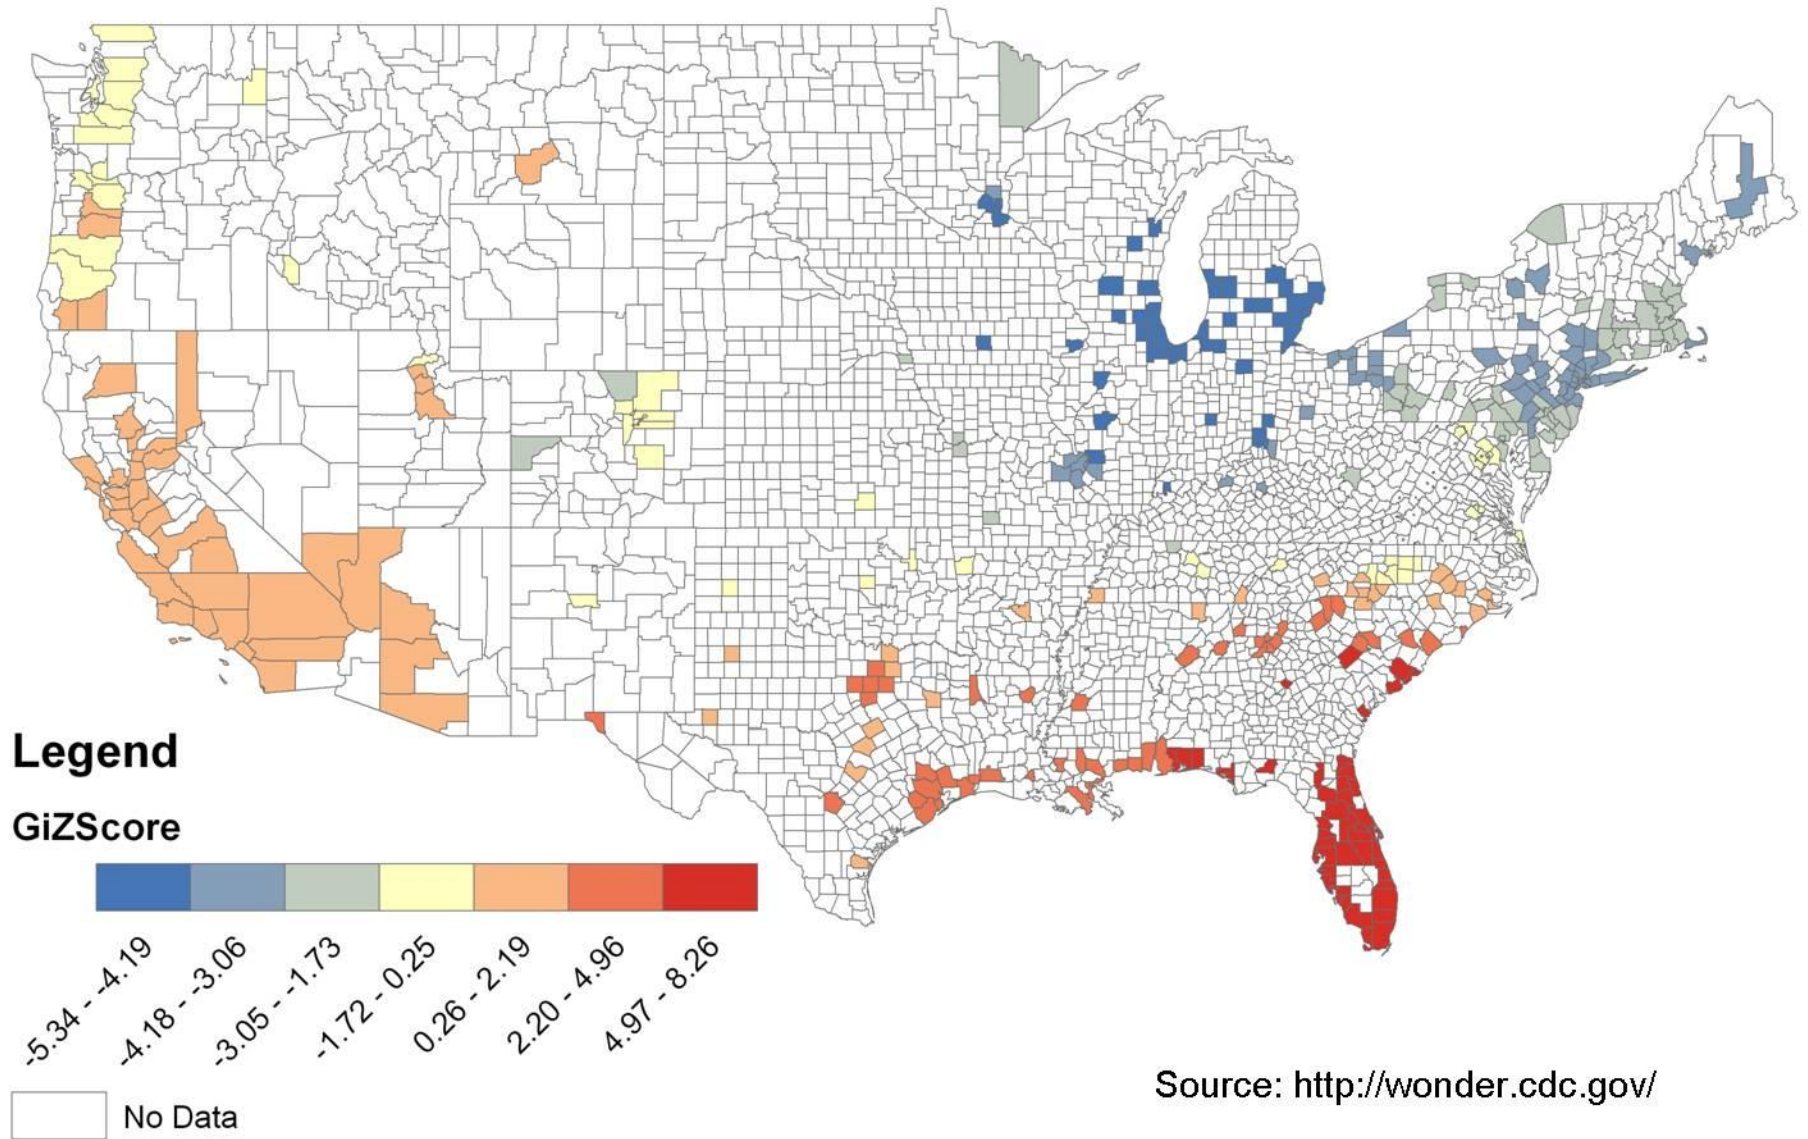 Legend
GiZScore
-5.34 - -4.19
-4.18 - -3.06
-3.05 - -1.73
-1.72 - 0.25
0.26 - 2.19
2.20 - 4.96
4.97 - 8.26
No Data
Source: http://wonder.cdc.gov/